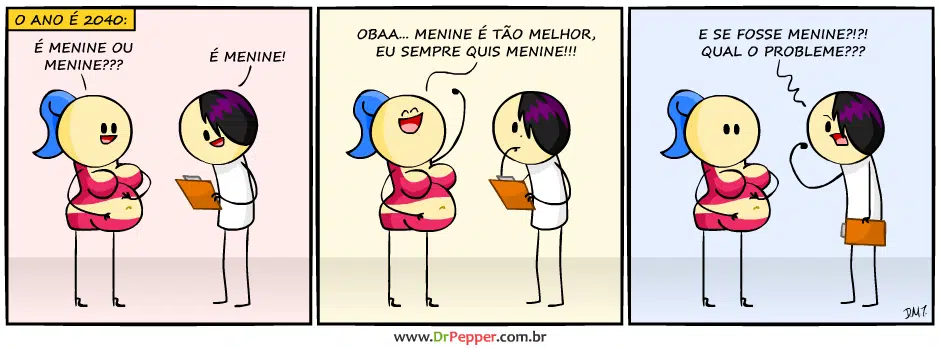 O ANO É 2040:
É MENINE OU
MENINE???
É MENINE!
OBAA... MENINE É TÃO MELHOR,
EU SEMPRE QUIS MENINE!!!
E SE FOSSE MENINE?!?!
QUAL O PROBLEME???
www.DrPepper.com.br